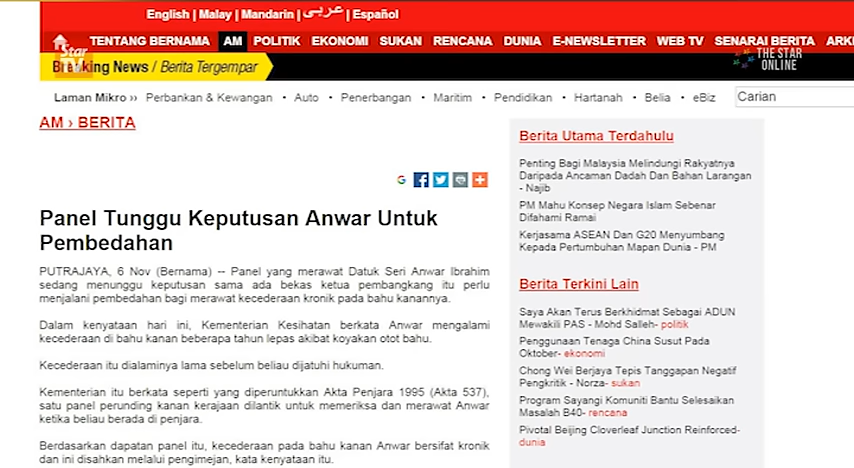 English | Malay | Mandarin | عربي | Español
TENTANG BERNAMA AM POLITIK EKONOMI SUKAN RENCANA DUNIA E-NEWSLETTER WEB TV SENARAI BERITA
Star TV
Breaking News / Berita Tergempar
THE STAR
ONLINE
Laman Mikro ›› Perbankan & Kewangan • Auto • Penerbangan • Maritim • Pendidikan • Hartanah • Belia • eBiz
Carian
AM › BERITA
Panel Tunggu Keputusan Anwar Untuk
Pembedahan
PUTRAJAYA, 6 Nov (Bernama) -- Panel yang merawat Datuk Seri Anwar Ibrahim
sedang menunggu keputusan sama ada bekas ketua pembangkang itu perlu
menjalani pembedahan bagi merawat kecederaan kronik pada bahu kanannya.
Dalam kenyataan hari ini, Kementerian Kesihatan berkata Anwar mengalami
kecederaan di bahu kanan beberapa tahun lepas akibat koyakan otot bahu.
Kecederaan itu dialaminya lama sebelum beliau dijatuhi hukuman.
Kementerian itu berkata seperti yang diperuntukkan Akta Penjara 1995 (Akta 537),
satu panel perunding kanan kerajaan dilantik untuk memeriksa dan merawat Anwar
ketika beliau berada di penjara.
Berdasarkan dapatan panel itu, kecederaan pada bahu kanan Anwar bersifat kronik
dan ini disahkan melalui pengimejan, kata kenyataan itu.
Berita Utama Terdahulu
Penting Bagi Malaysia Melindungi Rakyatnya
Daripada Ancaman Dadah Dan Bahan Larangan
- Najib
PM Mahu Konsep Negara Islam Sebenar
Difahami Ramai
Kerjasama ASEAN Dan G20 Menyumbang
Kepada Pertumbuhan Mapan Dunia - PM
Berita Terkini Lain
Saya Akan Terus Berkhidmat Sebagai ADUN
Mewakili PAS - Mohd Salleh- politik
Penggunaan Tenaga China Susut Pada
Oktober- ekonomi
Chong Wei Berjaya Tepis Tanggapan Negatif
Pengkritik - Norza- sukan
Program Sayangi Komuniti Bantu Selesaikan
Masalah B40- rencana
Pivotal Beijing Cloverleaf Junction Reinforced-
dunia